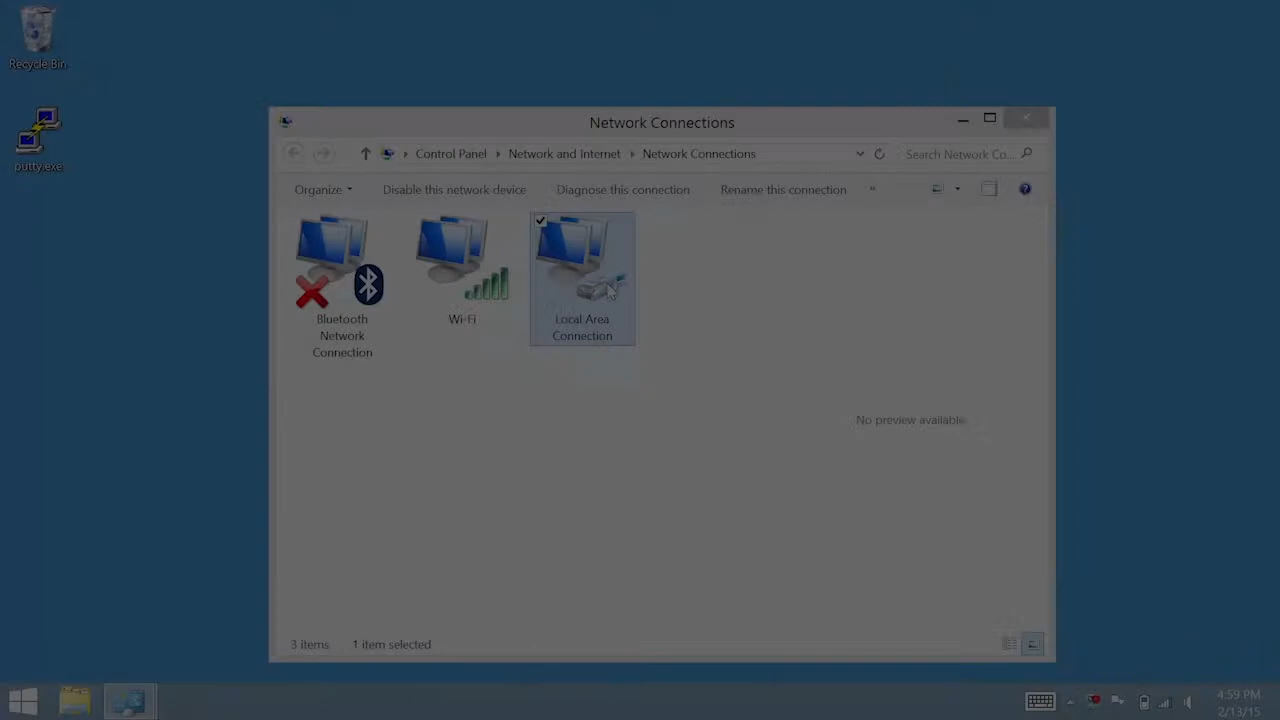 Recycle Bin
putty.exe
Network Connections
Control Panel
Network and Internet
Network Connections
Search Network Co...
Organize
Disable this network device
Diagnose this connection
Rename this connection
»
Bluetooth
Network
Connection
Wi-Fi
Local Area
Connection
No preview available.
3 items
1 item selected
4:59 PM
2/13/15